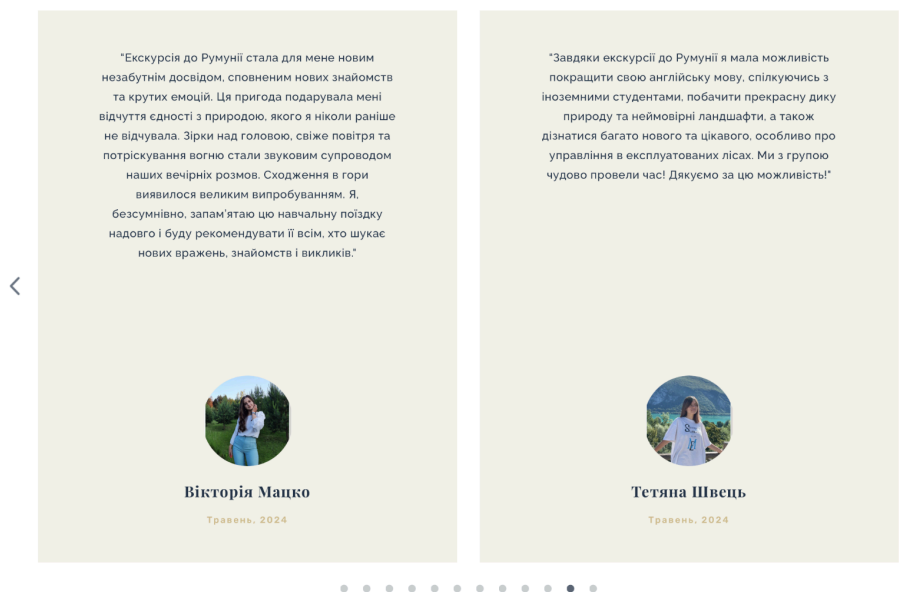 "Екскурсія до Румунії стала для мене новим
незабутнім досвідом, сповненим нових знайомств
та крутих емоцій. Ця пригода подарувала мені
відчуття єдності з природою, якого я ніколи раніше
не відчувала. Зірки над головою, свіже повітря та
потріскування вогню стали звуковим супроводом
наших вечірніх розмов. Сходження в гори
виявилося великим випробуванням. Я,
безсумнівно, запам'ятаю цю навчальну поїздку
надовго і буду рекомендувати її всім, хто шукає
нових вражень, знайомств і викликів."
Вікторія Мацко
Травень, 2024
"Завдяки екскурсії до Румунії я мала можливість
покращити свою англійську мову, спілкуючись з
іноземними студентами, побачити прекрасну дику
природу та неймовірні ландшафти, а також
дізнатися багато нового та цікавого, особливо про
управління в експлуатованих лісах. Ми з групою
чудово провели час! Дякуємо за цю можливість!"
Тетяна Швець
Травень, 2024